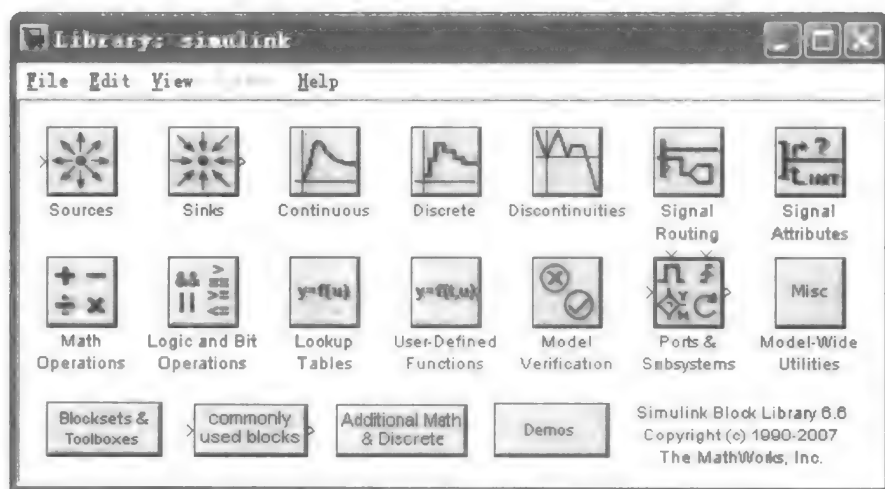 Library: simulink
File Edit View Help
Sources Sinks Continuous Discrete Discontinuities Signal Routing Signal Attributes
+ − ÷ × && || > == >= <= y=f(u) y=f(t,u) Misc
Math Operations Logic and Bit Operations Lookup Tables User-Defined Functions Model Verification Ports & Subsystems Model-Wide Utilities
Blocksets & Toolboxes
commonly used blocks
Additional Math & Discrete
Demos
Simulink Block Library 6.6
Copyright (c) 1990-2007
The MathWorks, Inc.